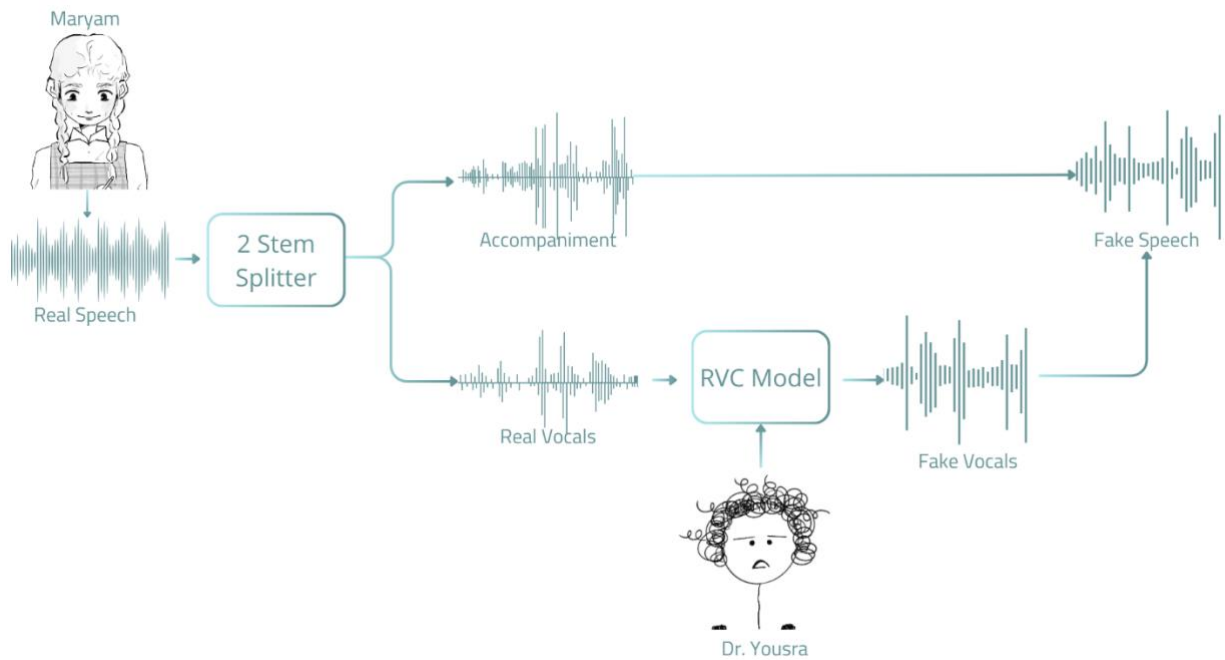 Maryam
Real Speech
2 Stem
Splitter
Accompaniment
Real Vocals
RVC Model
Dr. Yousra
Fake Vocals
Fake Speech